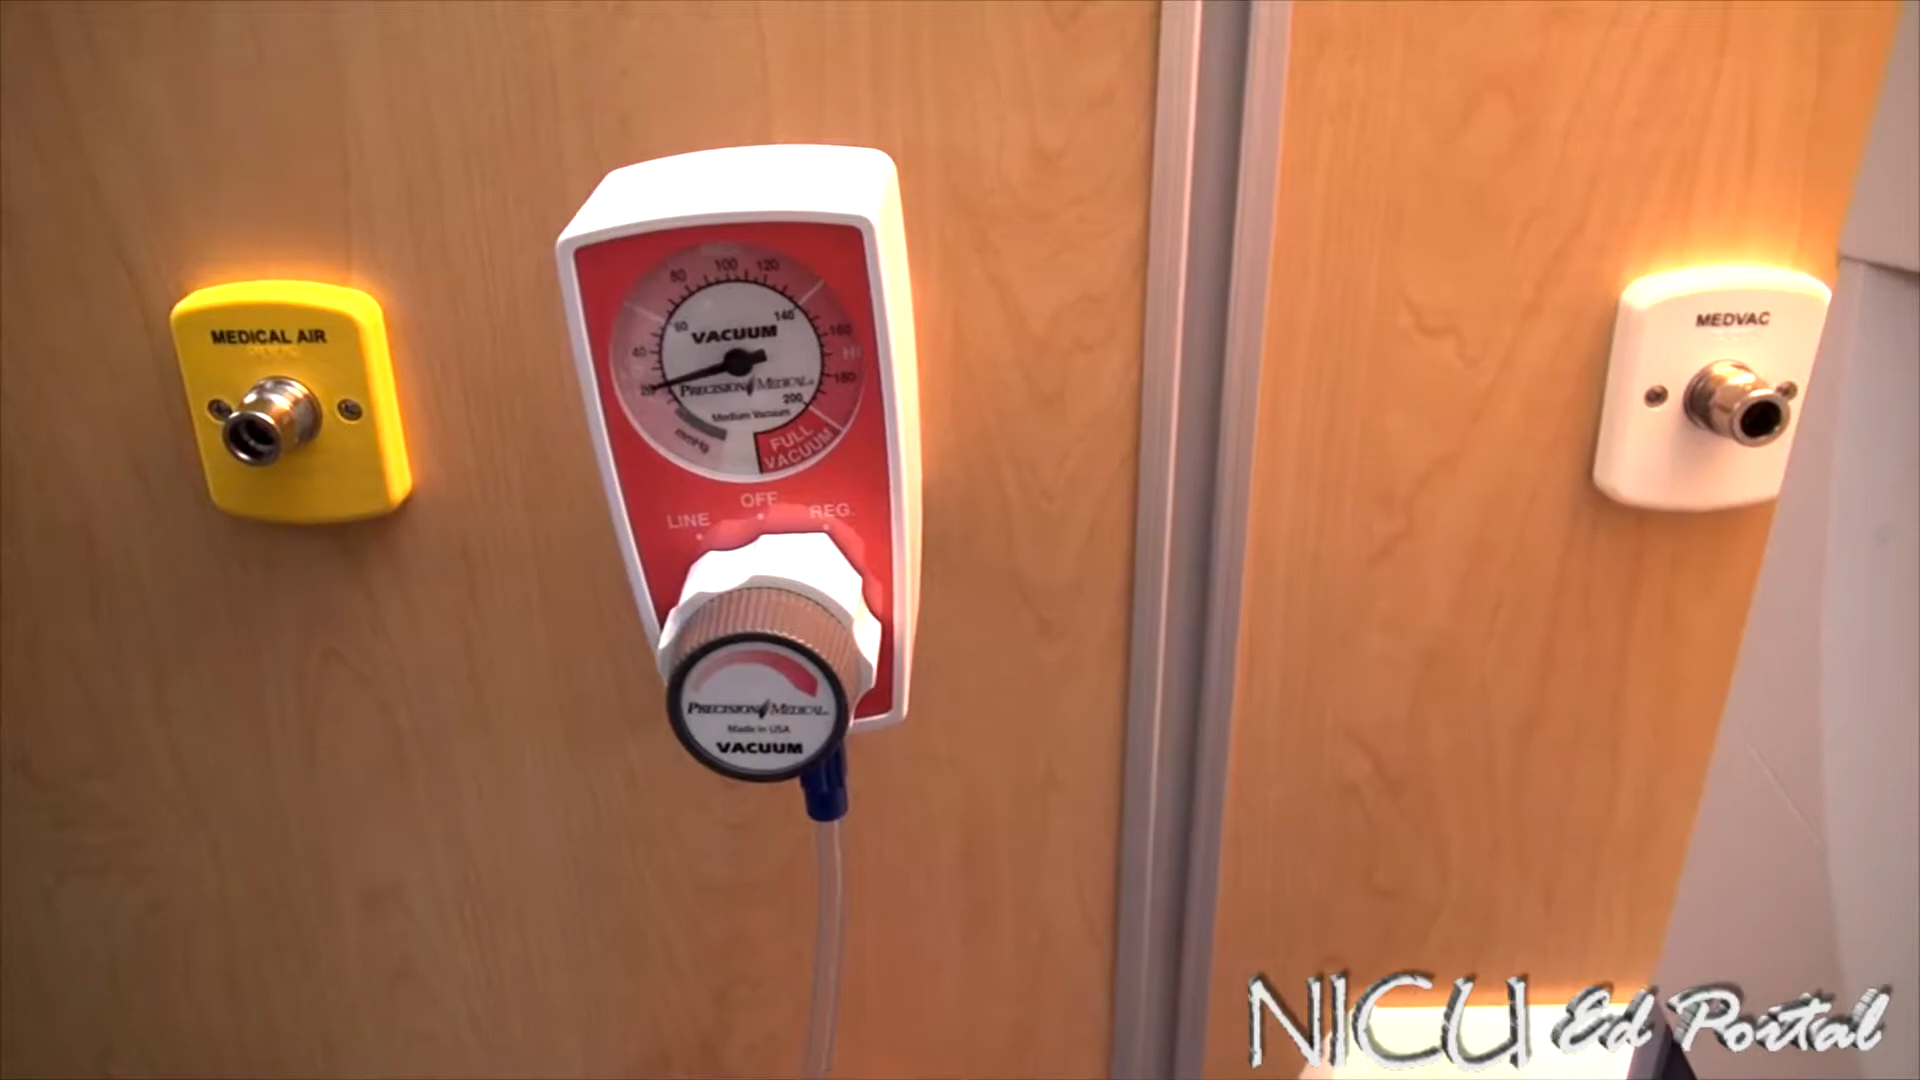 MEDICAL AIR
80
100
120
60
140
40
160
VACUUM
20
180
PRECISION MEDICAL
200
Medium Vacuum
mmHg
FULL
VACUUM
LINE
OFF
REG.
PRECISION MEDICAL
Made in USA
VACUUM
MEDVAC
NICU Ed Portal